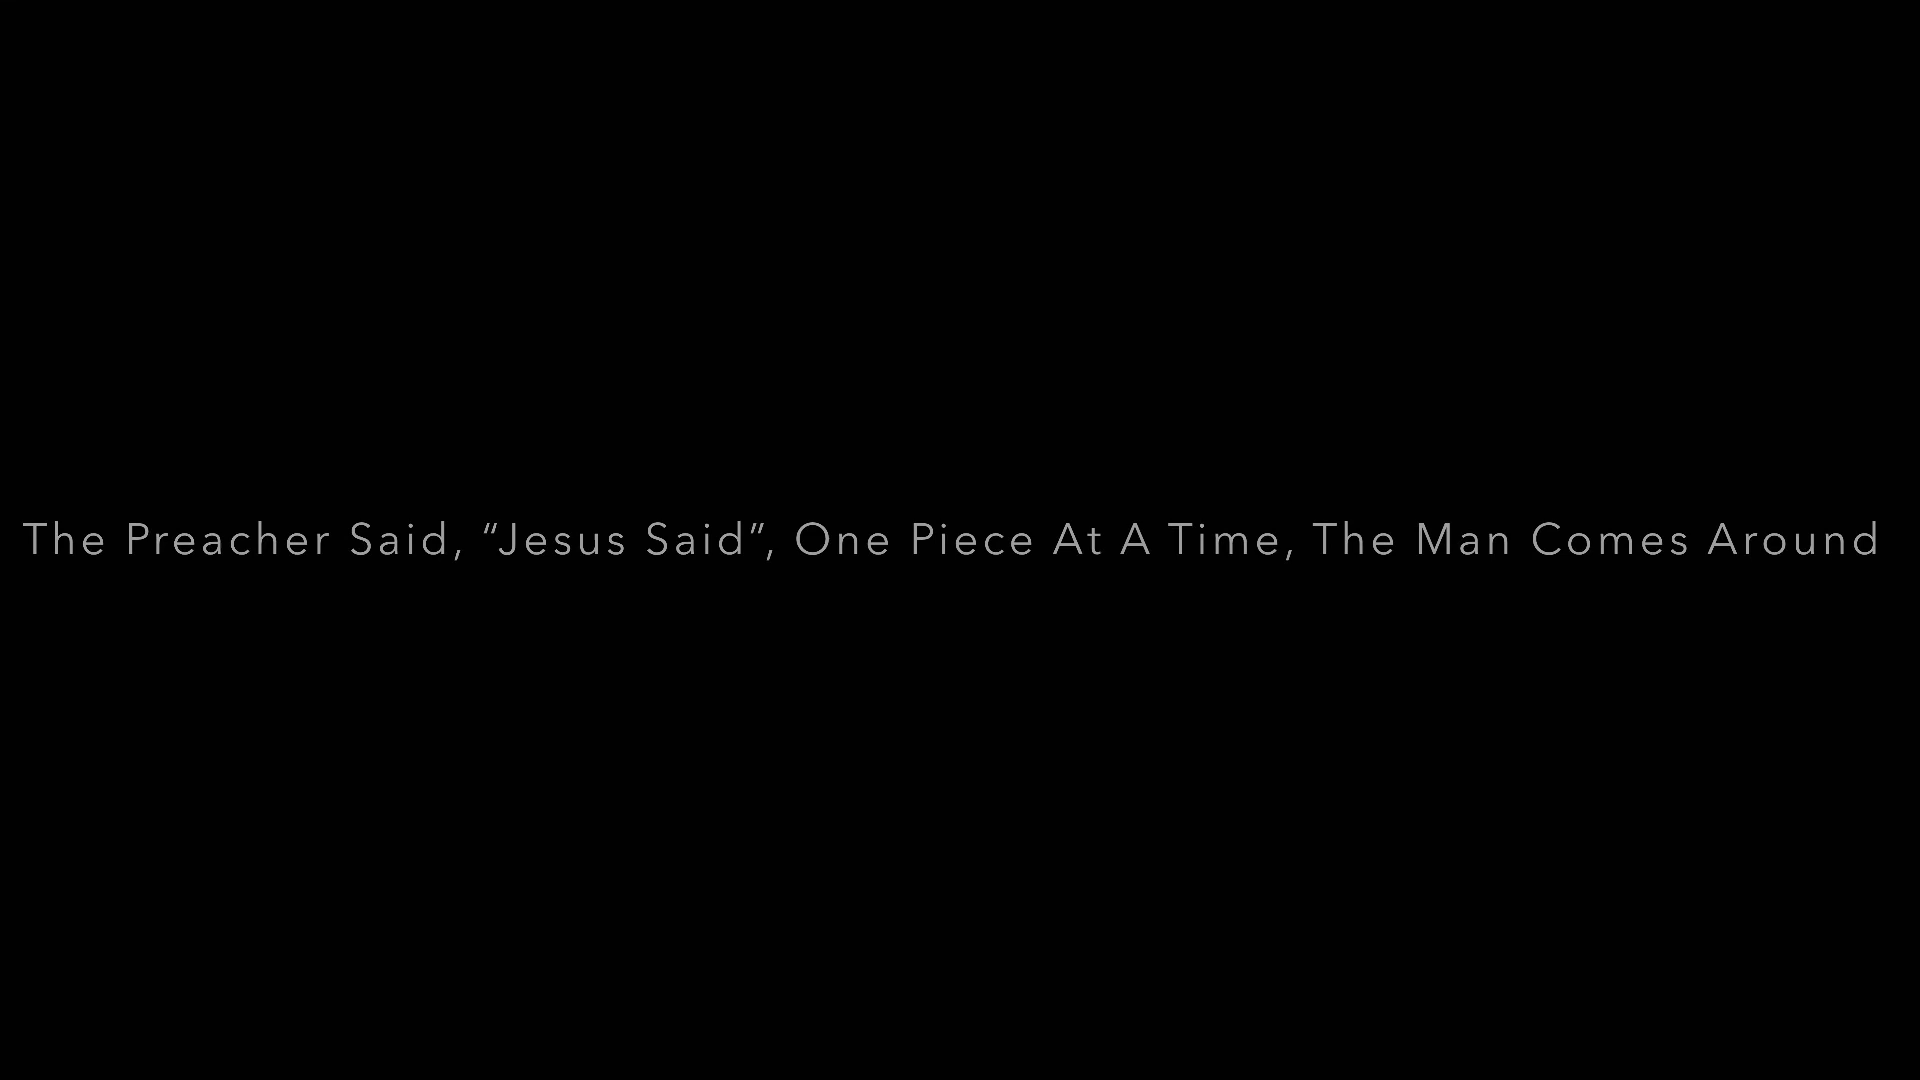 The Preacher Said, “Jesus Said”, One Piece At A Time, The Man Comes Around